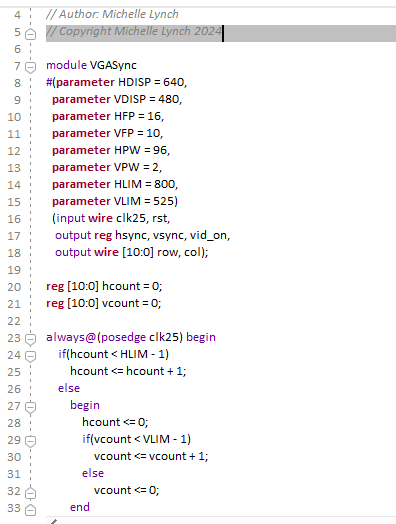 4 // Author: Michelle Lynch
5 // Copyright Michelle Lynch 2024
6
7 module VGASync
8 #(parameter HDISP = 640,
9 parameter VDISP = 480,
10 parameter HFP = 16,
11 parameter VFP = 10,
12 parameter HPW = 96,
13 parameter VPW = 2,
14 parameter HLIM = 800,
15 parameter VLIM = 525)
16 (input wire clk25, rst,
17 output reg hsync, vsync, vid_on,
18 output wire [10:0] row, col);
19
20 reg [10:0] hcount = 0;
21 reg [10:0] vcount = 0;
22
23 always@(posedge clk25) begin
24 if(hcount < HLIM - 1)
25 hcount <= hcount + 1;
26 else
27 begin
28 hcount <= 0;
29 if(vcount < VLIM - 1)
30 vcount <= vcount + 1;
31 else
32 vcount <= 0;
33 end